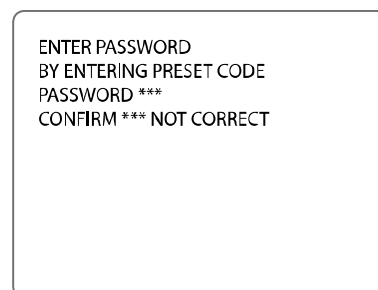 ENTER PASSWORD
BY ENTERING PRESET CODE
PASSWORD ***
CONFIRM *** NOT CORRECT